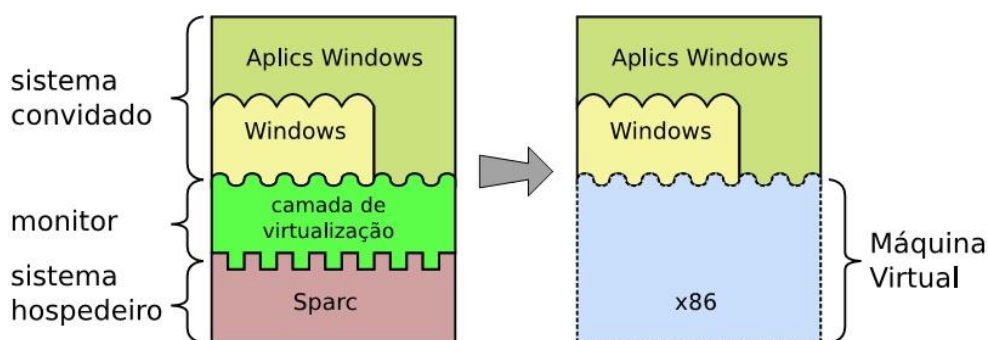 sistema
convidado
monitor
sistema
hospedeiro
Aplics Windows
Windows
camada de
virtualização
Sparc
Aplics Windows
Windows
x86
Máquina
Virtual